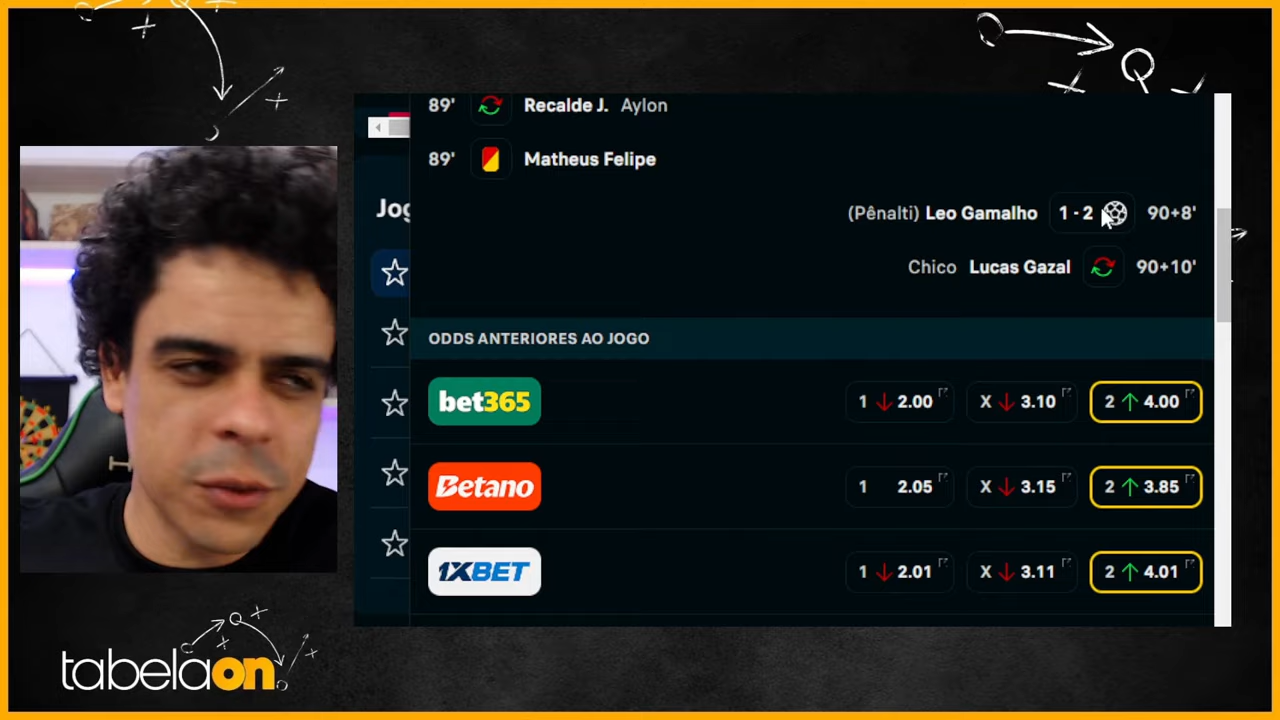 89' Recalde J. Aylon
89' Matheus Felipe
Jog
(Pênalti) Leo Gamalho 1 - 2 90+8'
Chico Lucas Gazal 90+10'
ODDS ANTERIORES AO JOGO
bet365 1 2.00 X 3.10 2 4.00
Betano 1 2.05 X 3.15 2 3.85
1XBET 1 2.01 X 3.11 2 4.01
tabelaon